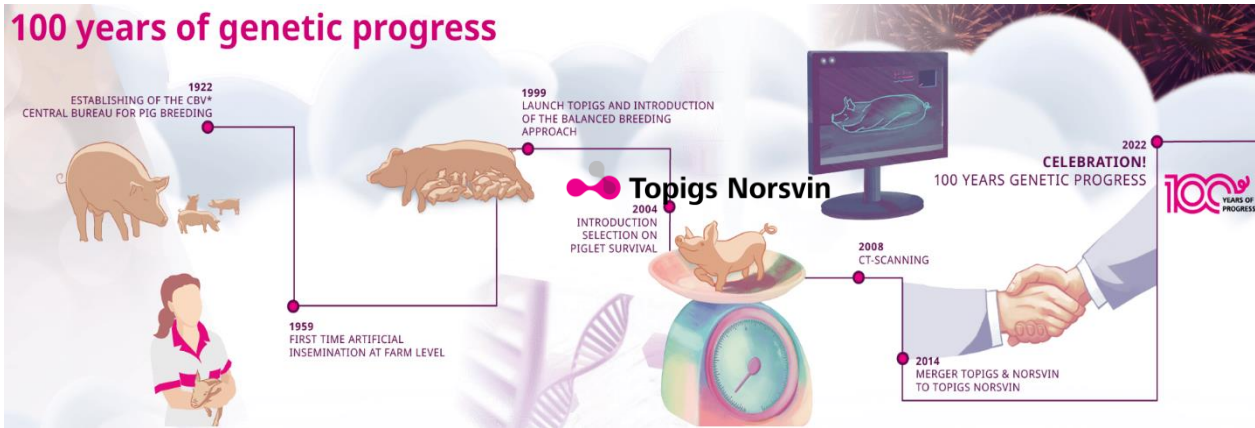 100 years of genetic progress
1922
ESTABLISHING OF THE CBV*
CENTRAL BUREAU FOR PIG BREEDING
1959
FIRST TIME ARTIFICIAL
INSEMINATION AT FARM LEVEL
1999
LAUNCH TOPIGS AND INTRODUCTION
OF THE BALANCED BREEDING
APPROACH
Topigs Norsvin
2004
INTRODUCTION
SELECTION ON
PIGLET SURVIVAL
2008
CT-SCANNING
2014
MERGER TOPIGS & NORSVIN
TO TOPIGS NORSVIN
2022
CELEBRATION!
100 YEARS GENETIC PROGRESS
100
YEARS OF
PROGRESS